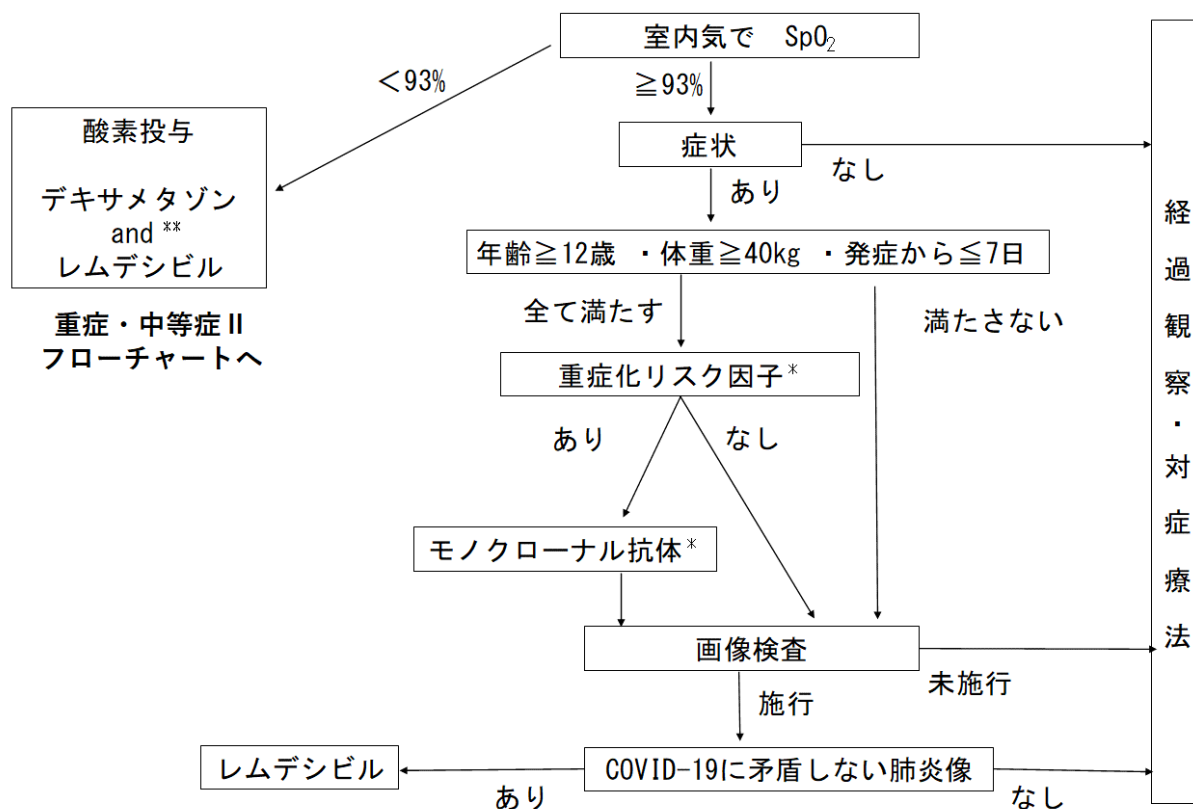 室内気で SpO₂
＜93%
≧93%
酸素投与
デキサメタゾン
and **
レムデシビル
重症・中等症Ⅱ
フローチャートへ
症状
なし
あり
年齢≧12歳 ・体重≧40kg ・発症から≦7日
全て満たす
満たさない
重症化リスク因子*
あり
なし
モノクローナル抗体*
画像検査
未施行
施行
COVID-19に矛盾しない肺炎像
あり
なし
レムデシビル
経過観察・対症療法